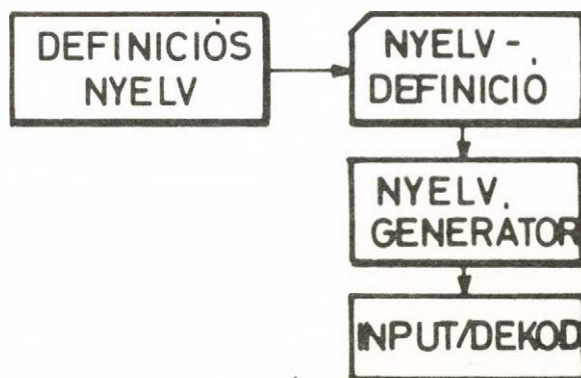 DEFINICIÓS
NYELV
NYELV-
DEFINICIÓ
NYELV.
GENERATOR
INPUT/DEKOD